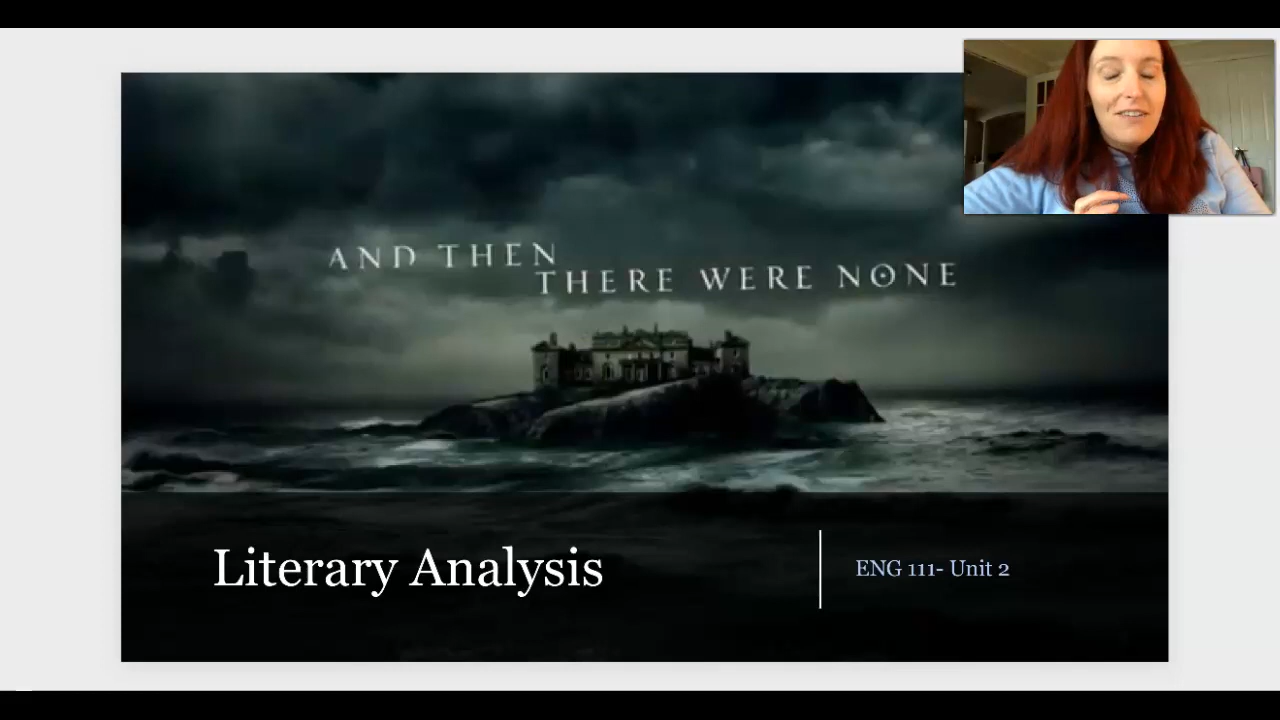 AND THEN
THERE WERE NONE
Literary Analysis
ENG 111- Unit 2